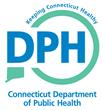 Keeping Connecticut Healthy
DPH
Connecticut Department
of Public Health